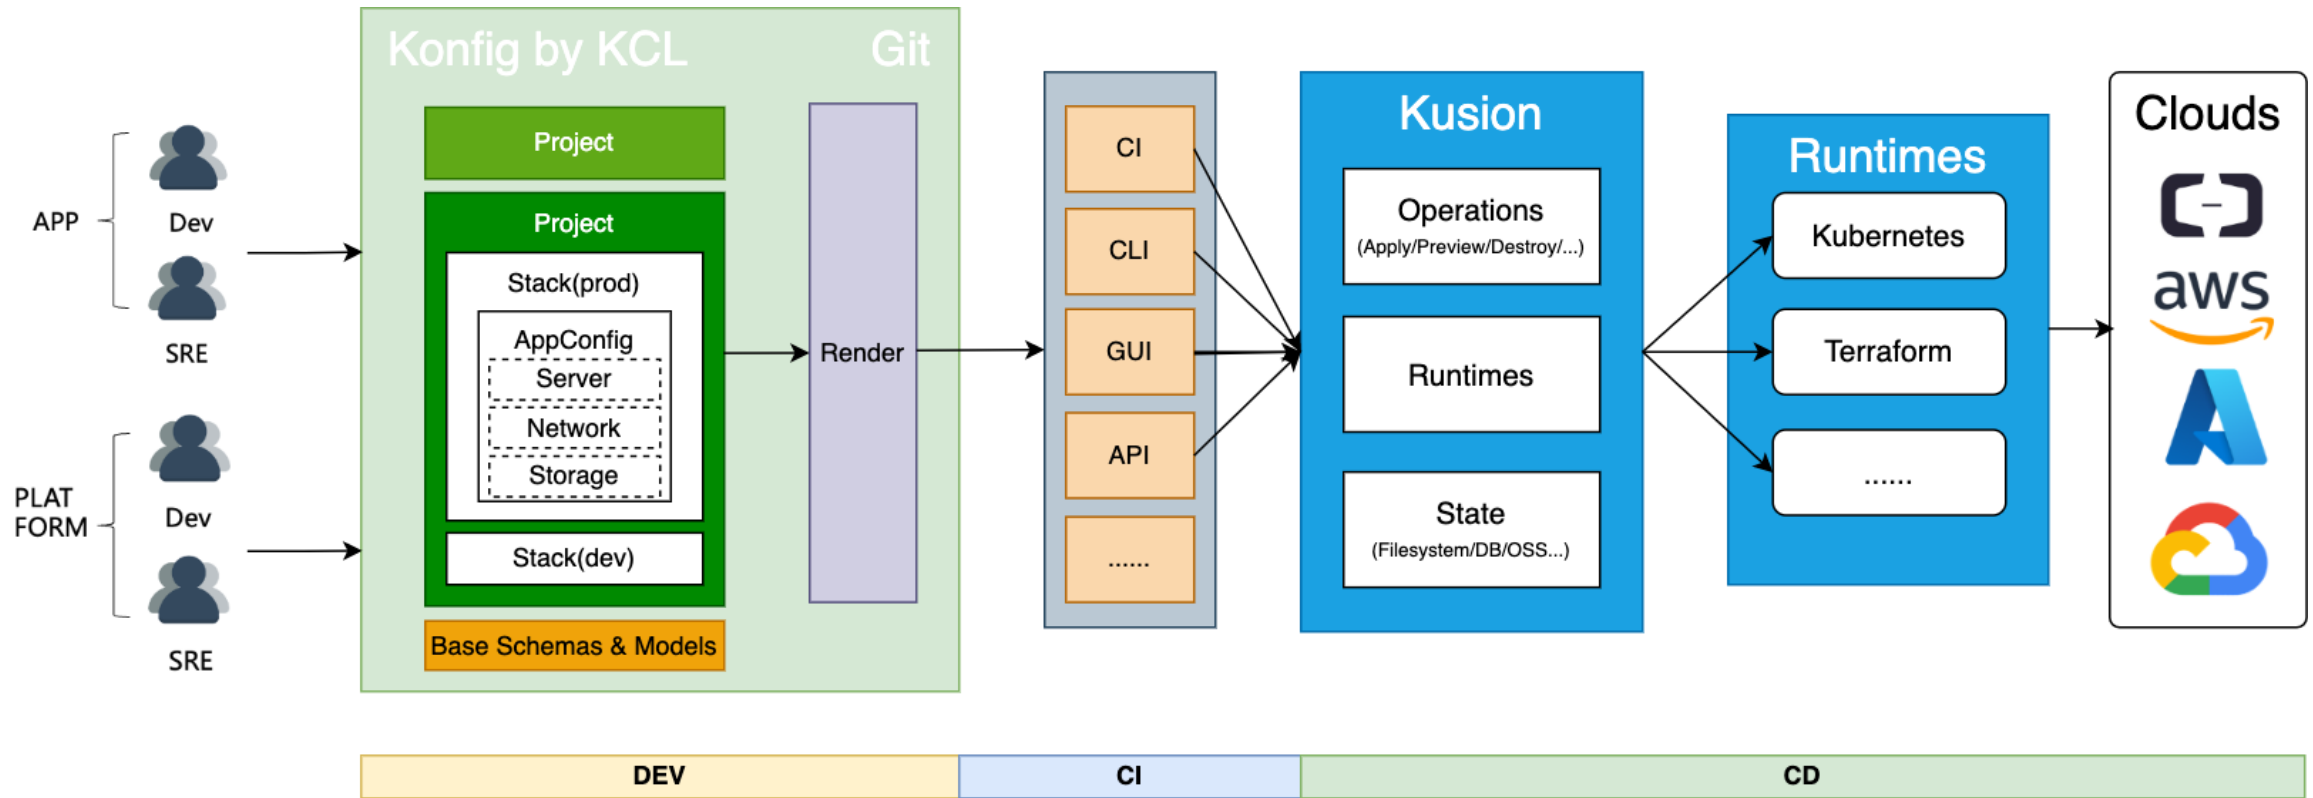 APP
Dev
SRE
PLAT
FORM
Dev
SRE
Konfig by KCL
Git
Project
Project
Stack(prod)
AppConfig
Server
Network
Storage
Stack(dev)
Base Schemas & Models
Render
CI
CLI
GUI
API
......
Kusion
Operations
(Apply/Preview/Destroy/...)
Runtimes
State
(Filesystem/DB/OSS...)
Runtimes
Kubernetes
Terraform
......
Clouds
aws
DEV
CI
CD